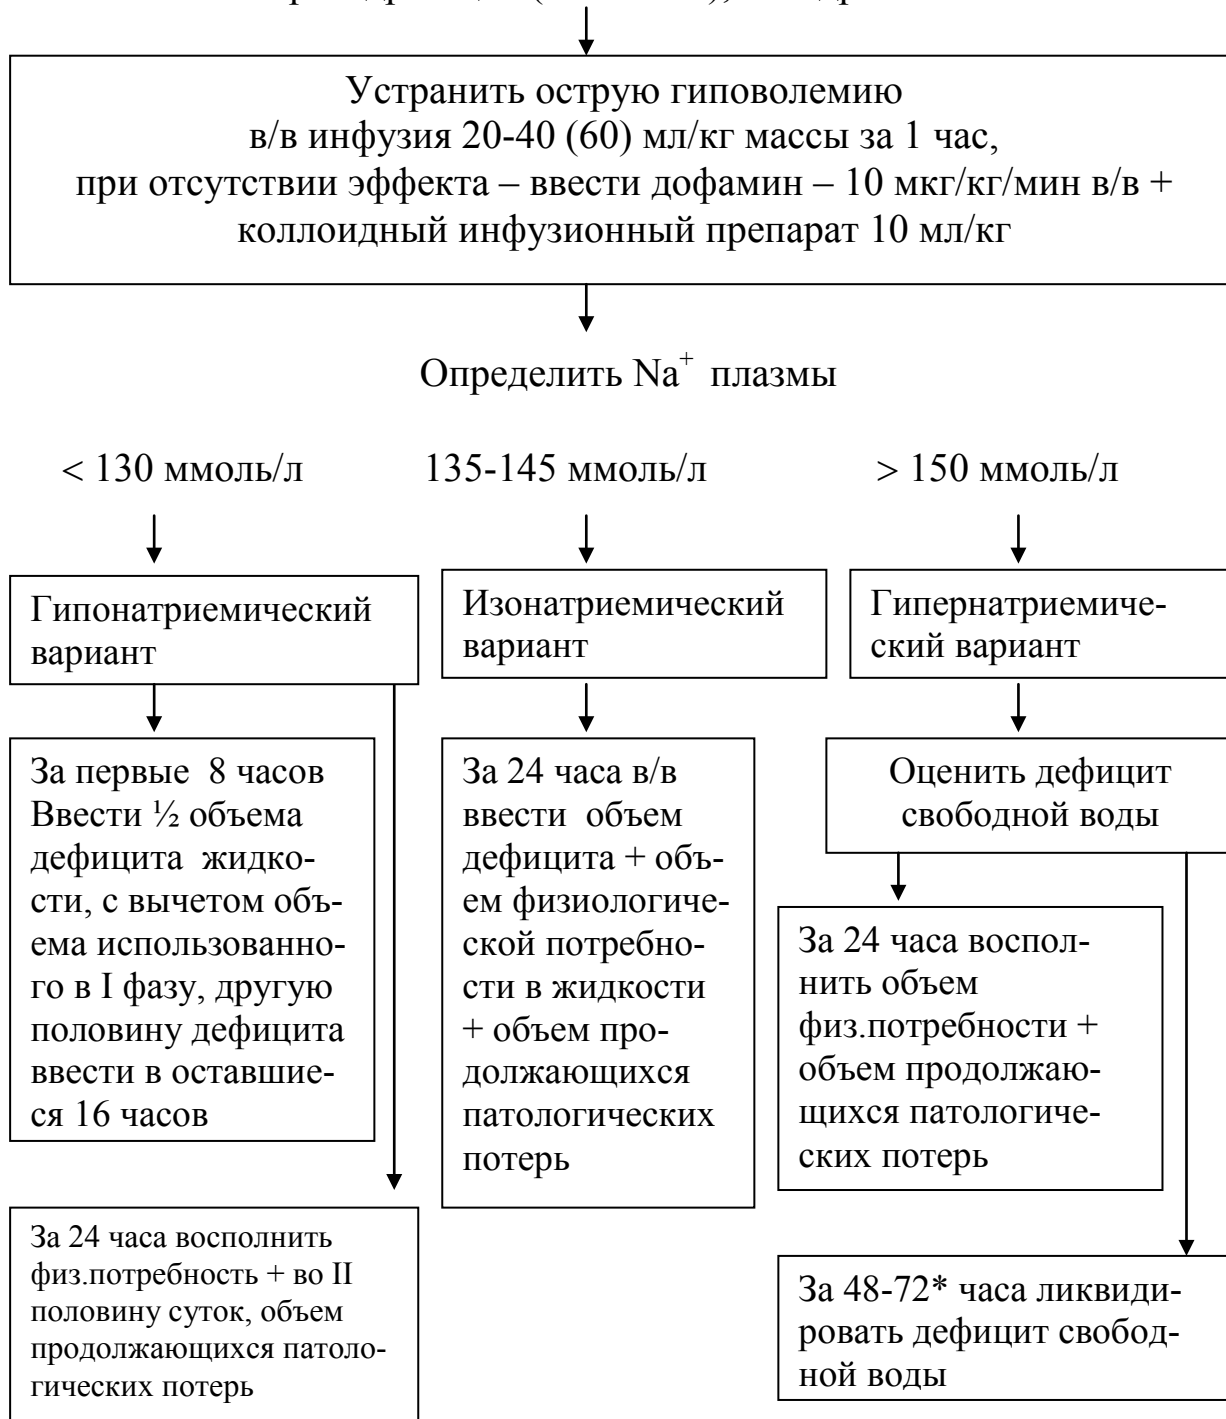 Устранить острую гиповолемию
в/в инфузия 20-40 (60) мл/кг массы за 1 час,
при отсутствии эффекта – ввести дофамин – 10 мкг/кг/мин в/в +
коллоидный инфузионный препарат 10 мл/кг
Определить Na⁺ плазмы
< 130 ммоль/л
135-145 ммоль/л
> 150 ммоль/л
Гипонатриемический
вариант
Изонатриемический
вариант
Гипернатриемиче-
ский вариант
За первые 8 часов
Ввести ½ объема
дефицита жидко-
сти, с вычетом объ-
ема использованно-
го в I фазу, другую
половину дефицита
ввести в оставшие-
ся 16 часов
За 24 часа в/в
ввести объем
дефицита + объ-
ем физиологиче-
ской потребно-
сти в жидкости
+ объем про-
должающихся
патологических
потерь
Оценить дефицит
свободной воды
За 24 часа воспол-
нить объем
физ.потребности +
объем продолжаю-
щихся патологиче-
ских потерь
За 24 часа восполнить
физ.потребность + во II
половину суток, объем
продолжающихся патоло-
гических потерь
За 48-72* часа ликвиди-
ровать дефицит свобод-
ной воды